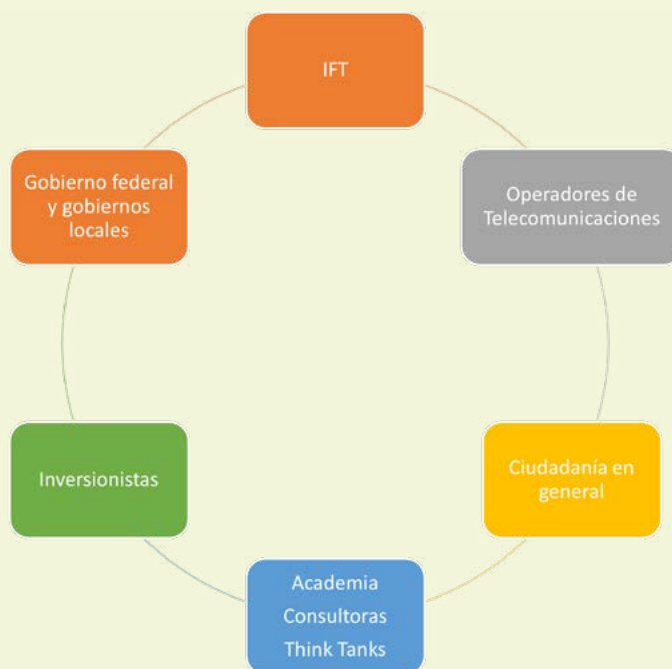 IFT
Operadores de
Telecomunicaciones
Ciudadanía en
general
Academia
Consultoras
Think Tanks
Inversionistas
Gobierno federal
y gobiernos
locales